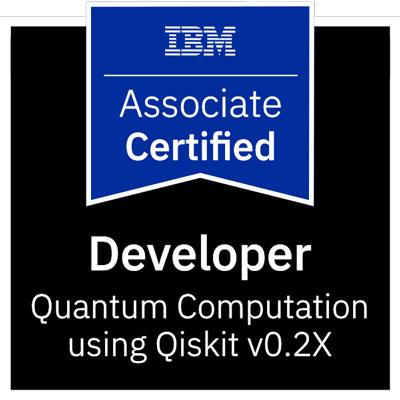 IBM
Associate
Certified
Developer
Quantum Computation
using Qiskit v0.2X